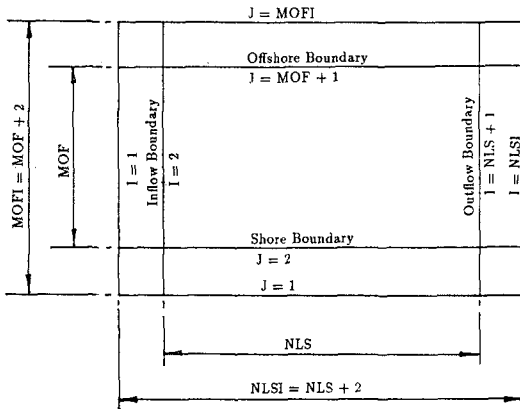 J = MOFI
Offshore Boundary
J = MOF + 1
MOFI = MOF + 2
MOF
I = 1
Inflow Boundary
I = 2
Outflow Boundary
I = NLS + 1
I = NLSI
Shore Boundary
J = 2
J = 1
NLS
NLSI = NLS + 2